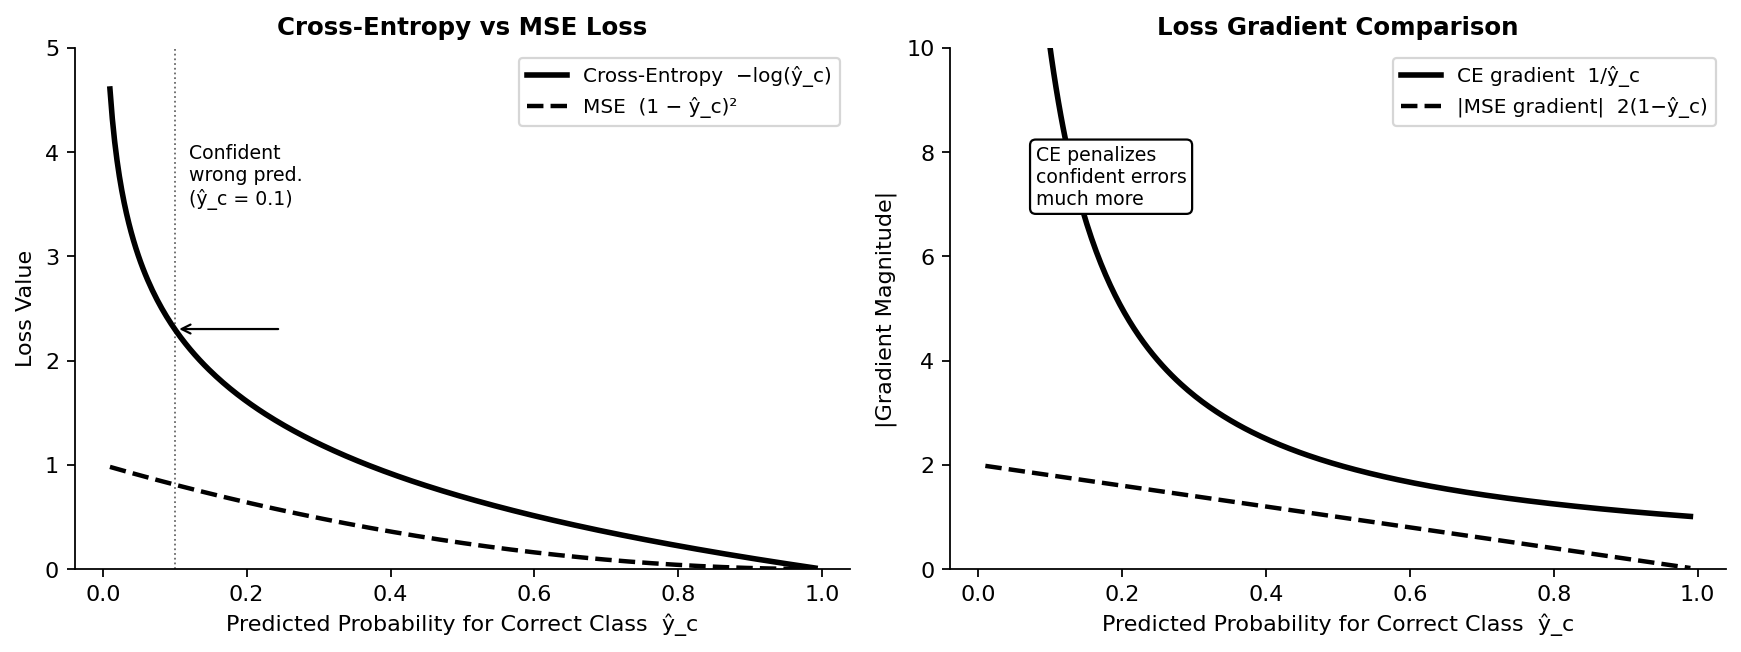 Cross-Entropy vs MSE Loss
Cross-Entropy  −log(ŷ_c)
MSE  (1 − ŷ_c)²
Confident
wrong pred.
(ŷ_c = 0.1)
Loss Value
5
4
3
2
1
0
0.0 0.2 0.4 0.6 0.8 1.0
Predicted Probability for Correct Class  ŷ_c
Loss Gradient Comparison
CE gradient  1/ŷ_c
|MSE gradient|  2(1−ŷ_c)
CE penalizes
confident errors
much more
|Gradient Magnitude|
10
8
6
4
2
0
0.0 0.2 0.4 0.6 0.8 1.0
Predicted Probability for Correct Class  ŷ_c